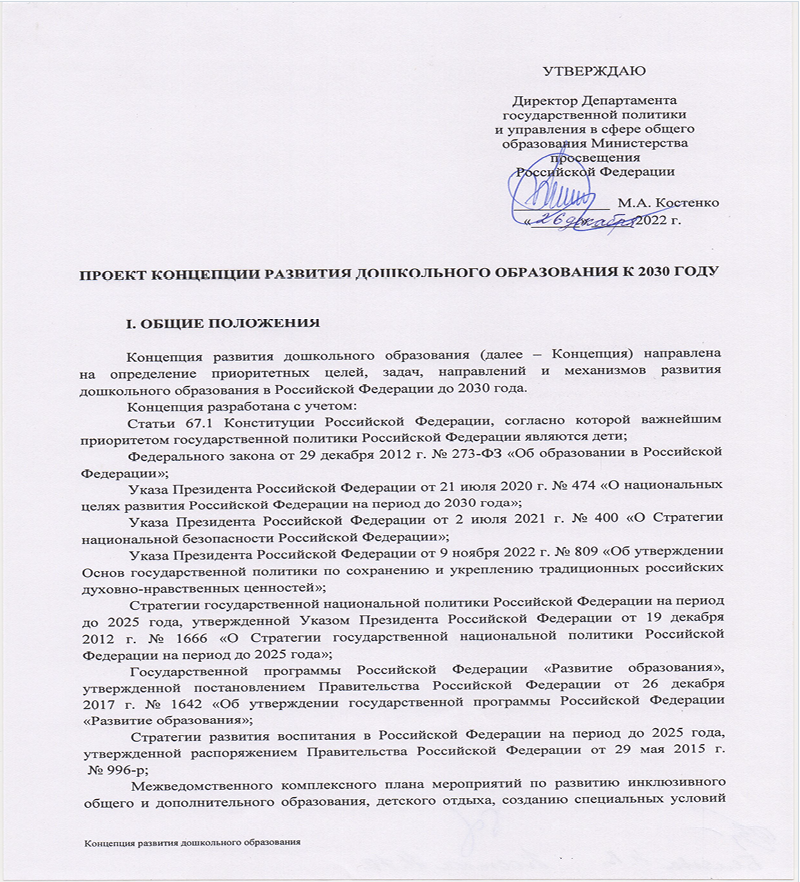 УТВЕРЖДАЮ
Директор Департамента
государственной политики
и управления в сфере общего
образования Министерства
просвещения
Российской Федерации
М.А. Костенко
« 26 декабря 2022 г.
ПРОЕКТ КОНЦЕПЦИИ РАЗВИТИЯ ДОШКОЛЬНОГО ОБРАЗОВАНИЯ К 2030 ГОДУ
I. ОБЩИЕ ПОЛОЖЕНИЯ
Концепция развития дошкольного образования (далее – Концепция) направлена
на определение приоритетных целей, задач, направлений и механизмов развития
дошкольного образования в Российской Федерации до 2030 года.
Концепция разработана с учетом:
Статьи 67.1 Конституции Российской Федерации, согласно которой важнейшим
приоритетом государственной политики Российской Федерации являются дети;
Федерального закона от 29 декабря 2012 г. № 273-ФЗ «Об образовании в Российской
Федерации»;
Указа Президента Российской Федерации от 21 июля 2020 г. № 474 «О национальных
целях развития Российской Федерации на период до 2030 года»;
Указа Президента Российской Федерации от 2 июля 2021 г. № 400 «О Стратегии
национальной безопасности Российской Федерации»;
Указа Президента Российской Федерации от 9 ноября 2022 г. № 809 «Об утверждении
Основ государственной политики по сохранению и укреплению традиционных российских
духовно-нравственных ценностей»;
Стратегии государственной национальной политики Российской Федерации на период
до 2025 года, утвержденной Указом Президента Российской Федерации от 19 декабря
2012 г. № 1666 «О Стратегии государственной национальной политики Российской
Федерации на период до 2025 года»;
Государственной программы Российской Федерации «Развитие образования»,
утвержденной постановлением Правительства Российской Федерации от 26 декабря
2017 г. № 1642 «Об утверждении государственной программы Российской Федерации
«Развитие образования»;
Стратегии развития воспитания в Российской Федерации на период до 2025 года,
утвержденной распоряжением Правительства Российской Федерации от 29 мая 2015 г.
№ 996-р;
Межведомственного комплексного плана мероприятий по развитию инклюзивного
общего и дополнительного образования, детского отдыха, созданию специальных условий
Концепция развития дошкольного образования